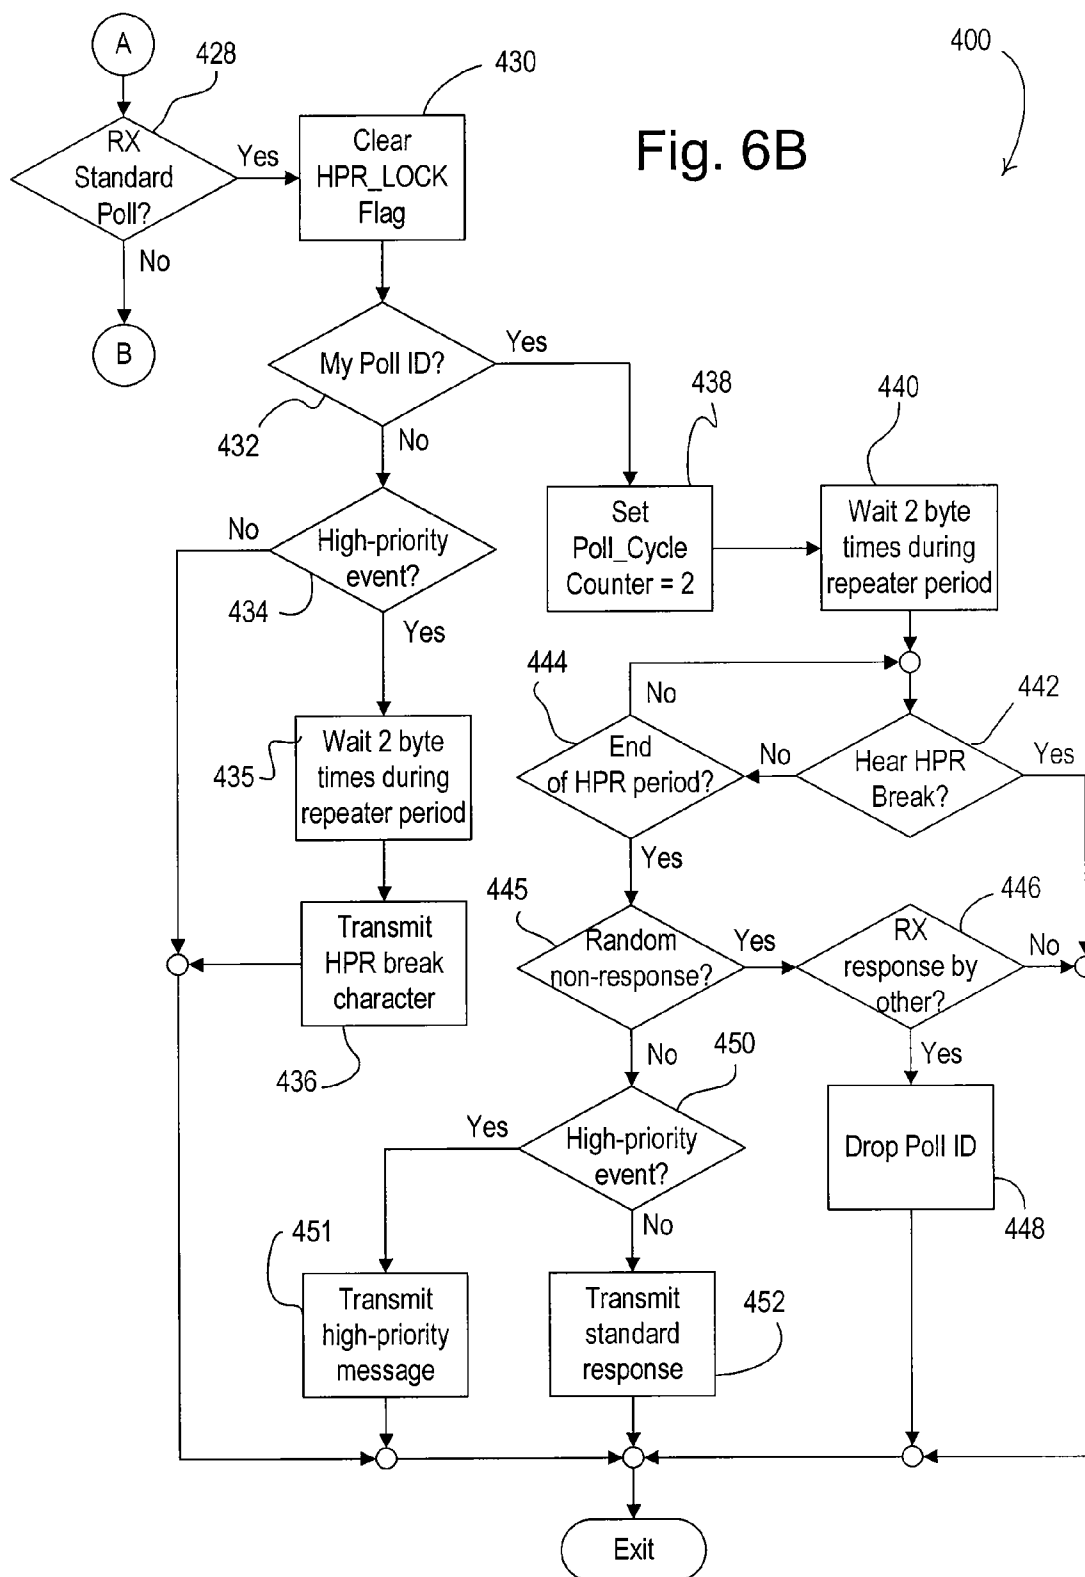 A
428
430
400
RX
Standard
Poll?
Yes
Clear
HPR_LOCK
Flag
Fig. 6B
No
B
My Poll ID?
Yes
432
No
438
440
Set
Poll_Cycle
Counter = 2
Wait 2 byte
times during
repeater period
No
High-priority
event?
434
Yes
444
No
442
End
of HPR period?
No
Hear HPR
Break?
Yes
435
Wait 2 byte
times during
repeater period
Yes
445
446
Random
non-response?
Yes
RX
response by
other?
No
Transmit
HPR break
character
436
No
Yes
450
Yes
High-priority
event?
No
Drop Poll ID
448
451
Transmit
high-priority
message
Transmit
standard
response
452
Exit